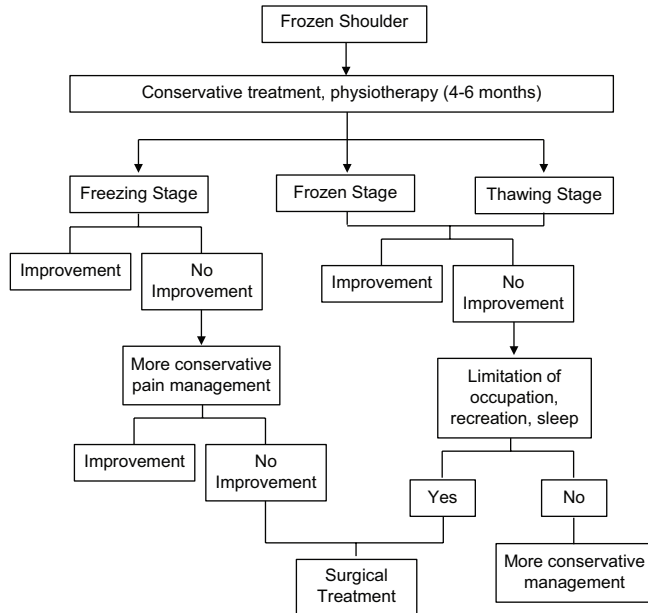 Frozen Shoulder
Conservative treatment, physiotherapy (4-6 months)
Freezing Stage
Frozen Stage
Thawing Stage
Improvement
No
Improvement
Improvement
No
Improvement
More conservative
pain management
Limitation of
occupation,
recreation, sleep
Improvement
No
Improvement
Yes
No
Surgical
Treatment
More conservative
management